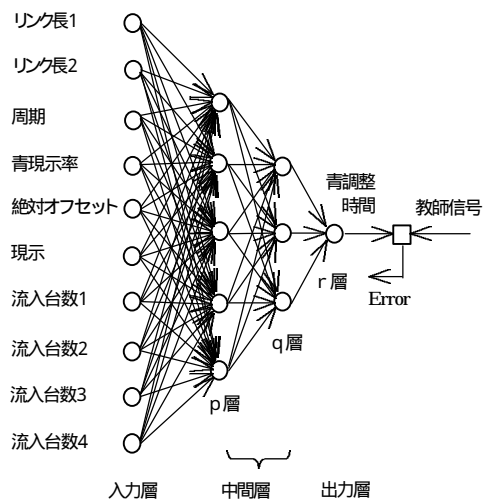 リンク長1
リンク長2
周期
青現示率
絶対オフセット
現示
流入台数1
流入台数2
流入台数3
流入台数4
青調整
時間
教師信号
Error
r層
q層
p層
入力層
中間層
出力層